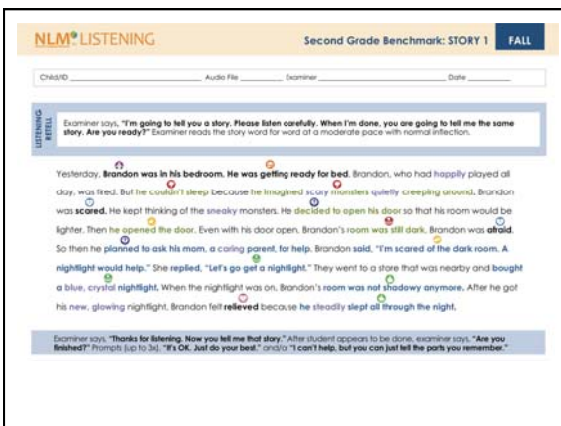 NLM LISTENING
Second Grade Benchmark: STORY 1
FALL
Child/ID Audio File Examiner Date
LISTENING RETELL
Examiner says, "I'm going to tell you a story. Please listen carefully. When I'm done, you are going to tell me the same
story. Are you ready?" Examiner reads the story word for word at a moderate pace with normal inflection.
Yesterday, Brandon was in his bedroom. He was getting ready for bed. Brandon, who had happily played all
day, was tired. But he couldn't sleep because he imagined scary monsters quietly creeping around. Brandon
was scared. He kept thinking of the sneaky monsters. He decided to open his door so that his room would be
lighter. Then he opened the door. Even with his door open, Brandon's room was still dark. Brandon was afraid.
So then he planned to ask his mom, a caring parent, for help. Brandon said, "I'm scared of the dark room. A
nightlight would help." She replied, "Let's go get a nightlight." They went to a store that was nearby and bought
a blue, crystal nightlight. When the nightlight was on, Brandon's room was not shadowy anymore. After he got
his new, glowing nightlight, Brandon felt relieved because he steadily slept all through the night.
Examiner says, "Thanks for listening. Now you tell me that story." After student appears to be done, examiner says, "Are you
finished?" Prompts (up to 3x), "It's OK. Just do your best." and/or "I can't help, but you can just tell the parts you remember."